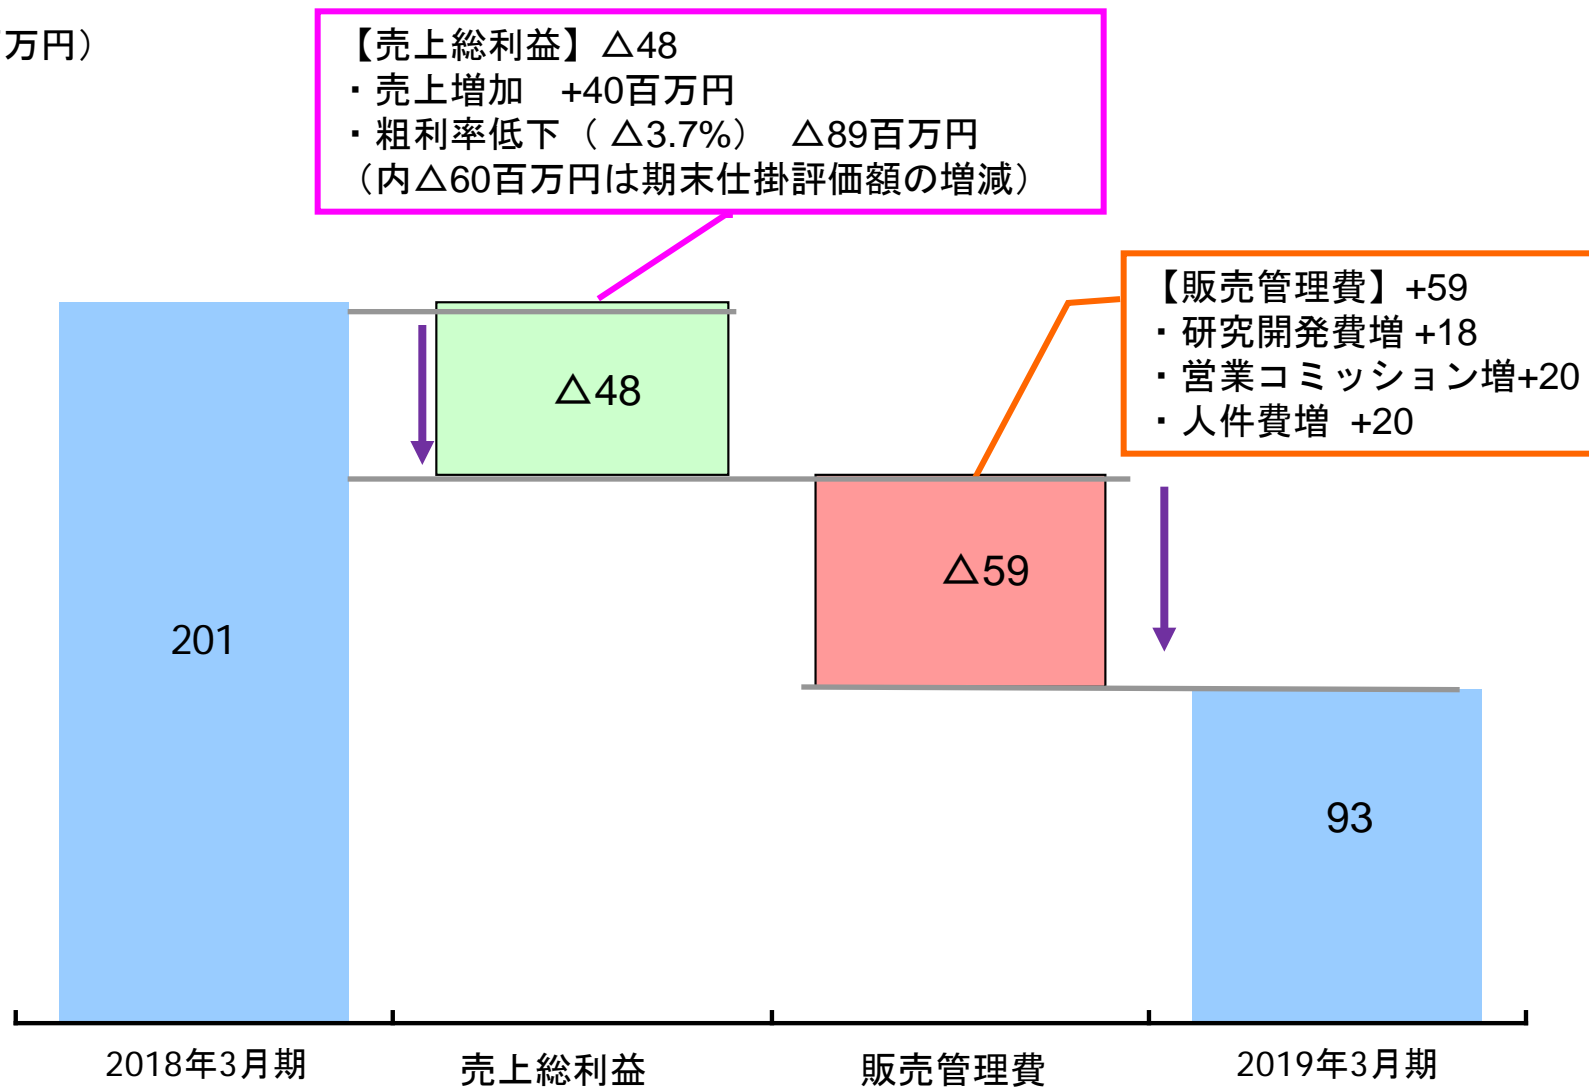 万円）
【売上総利益】△48
・売上増加　+40百万円
・粗利率低下（ △3.7%）　△89百万円
（内△60百万円は期末仕掛評価額の増減）
【販売管理費】+59
・研究開発費増 +18
・営業コミッション増+20
・人件費増 +20
△48
△59
201
93
2018年3月期
売上総利益
販売管理費
2019年3月期